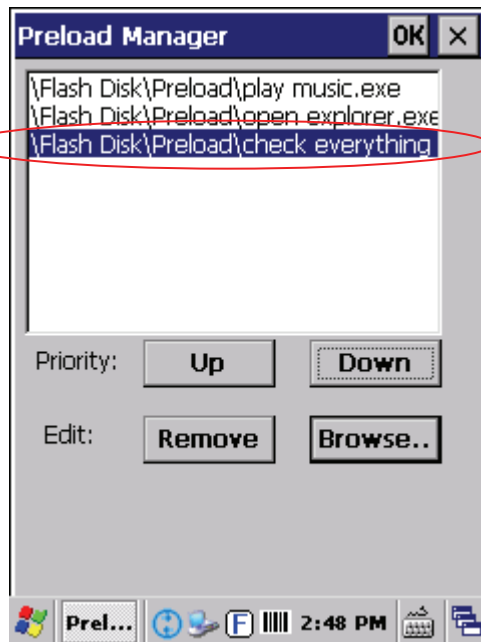 Preload Manager OK ×
\Flash Disk\Preload\play music.exe
\Flash Disk\Preload\open explorer.exe
\Flash Disk\Preload\check everything
Priority: Up Down
Edit: Remove Browse..
Prel... F 2:48 PM